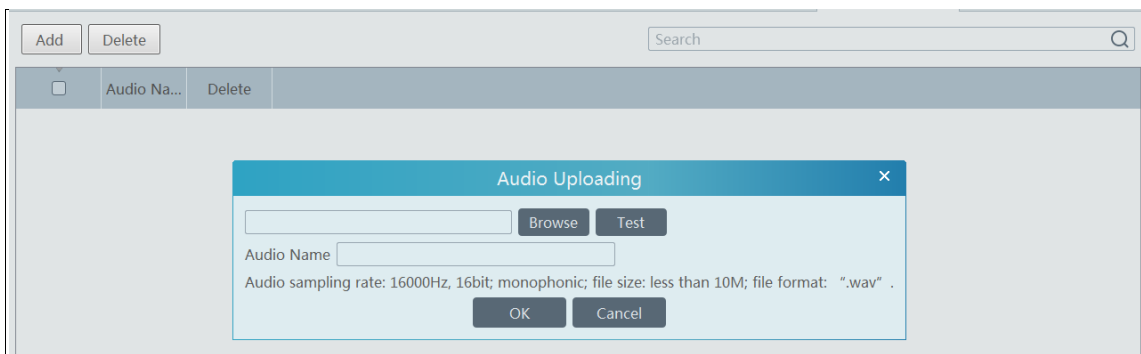 Add Delete Search
Audio Na... Delete
Audio Uploading ×
Browse Test
Audio Name
Audio sampling rate: 16000Hz, 16bit; monophonic; file size: less than 10M; file format: “.wav” .
OK Cancel